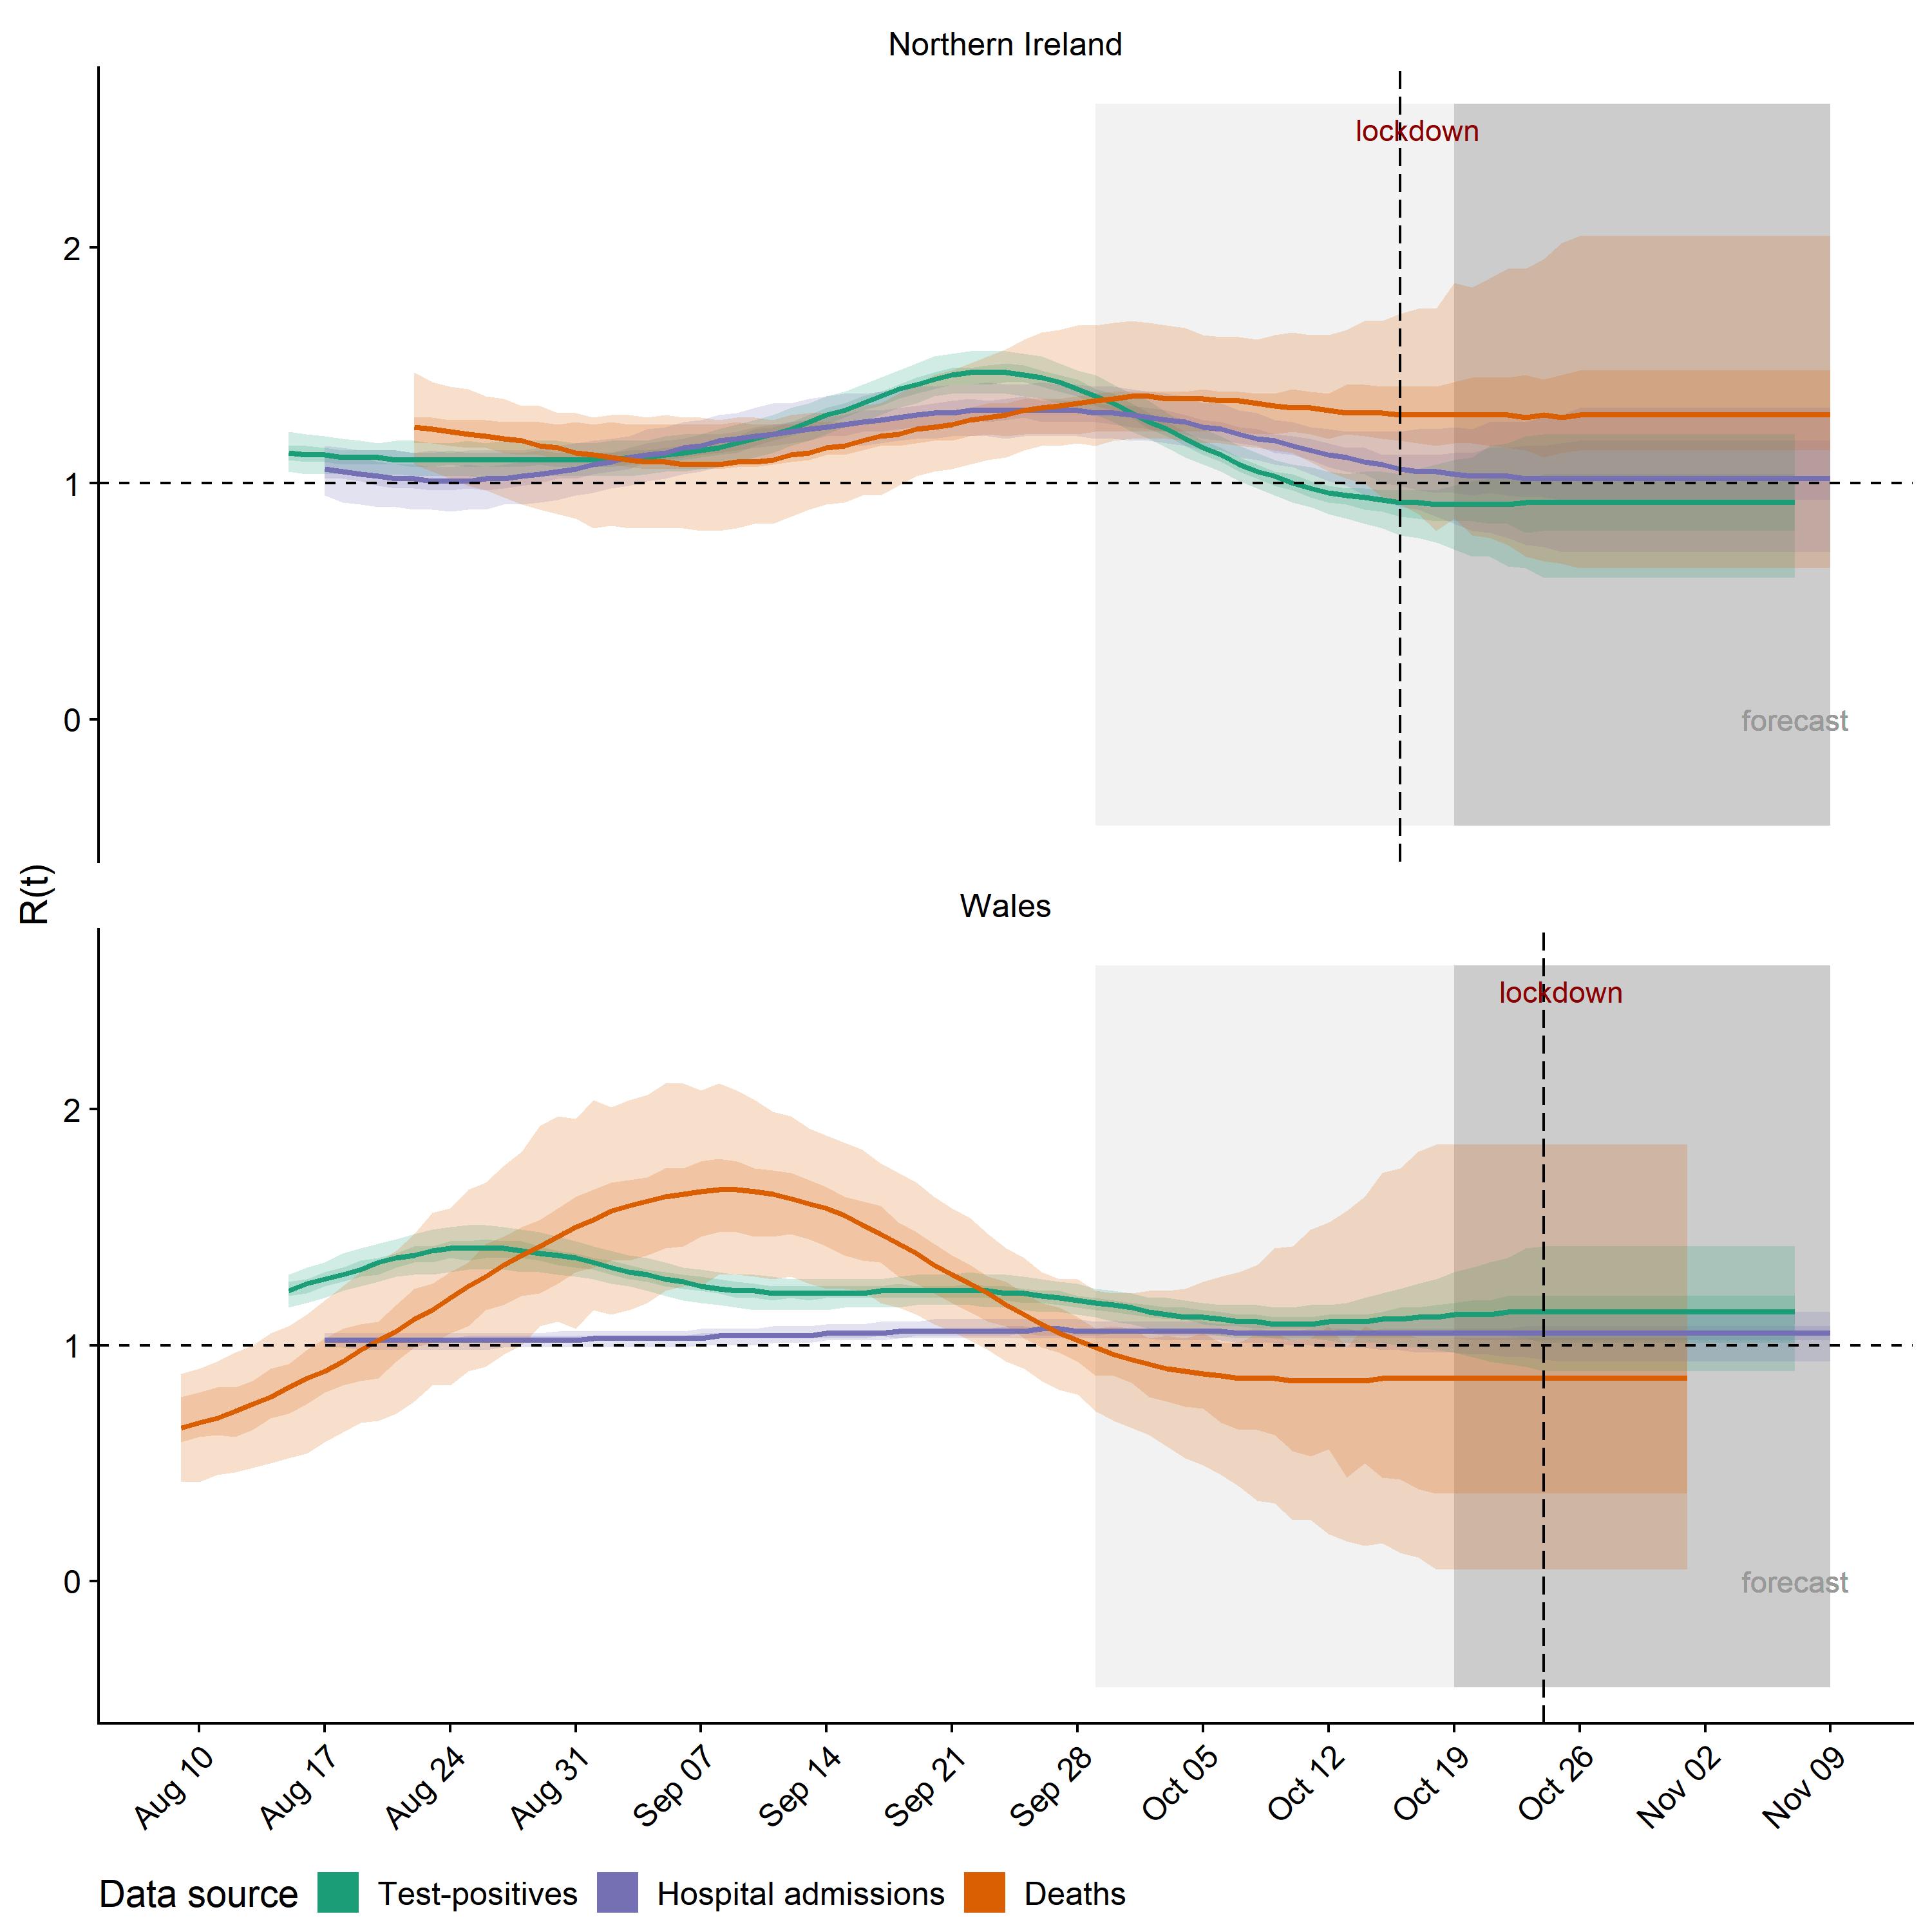 Northern Ireland
lockdown
2
1
0
forecast
R(t)
Wales
lockdown
2
1
0
forecast
Aug 10 Aug 17 Aug 24 Aug 31 Sep 07 Sep 14 Sep 21 Sep 28 Oct 05 Oct 12 Oct 19 Oct 26 Nov 02 Nov 09
Data source Test-positives Hospital admissions Deaths